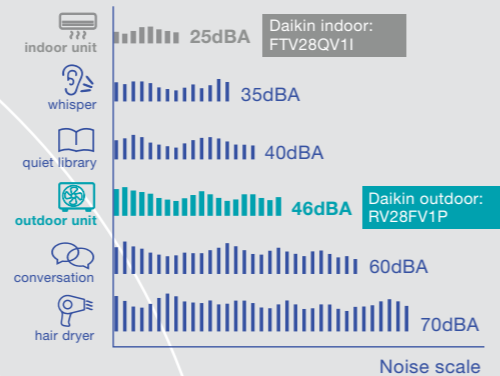 indoor unit
25dBA
Daikin indoor:
FTV28QV1I
whisper
35dBA
quiet library
40dBA
outdoor unit
46dBA
Daikin outdoor:
RV28FV1P
conversation
60dBA
hair dryer
70dBA
Noise scale